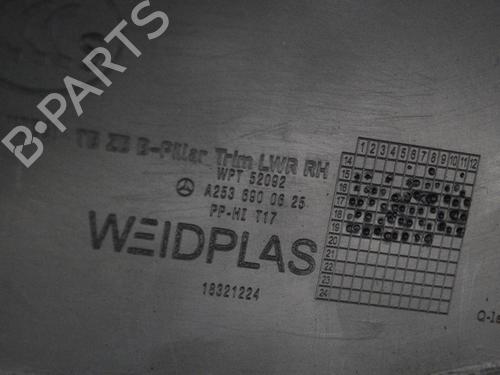 B-PARTS
TB ZB B-Pillar Trim LWR RH
WPT 52092
A253 690 06 25
PP-HI T17
WEIDPLAS
18321224
1 2 3 4 5 6 7 8 9 10 11 12
14
15
16
17
18
19
20
21
22
23
24